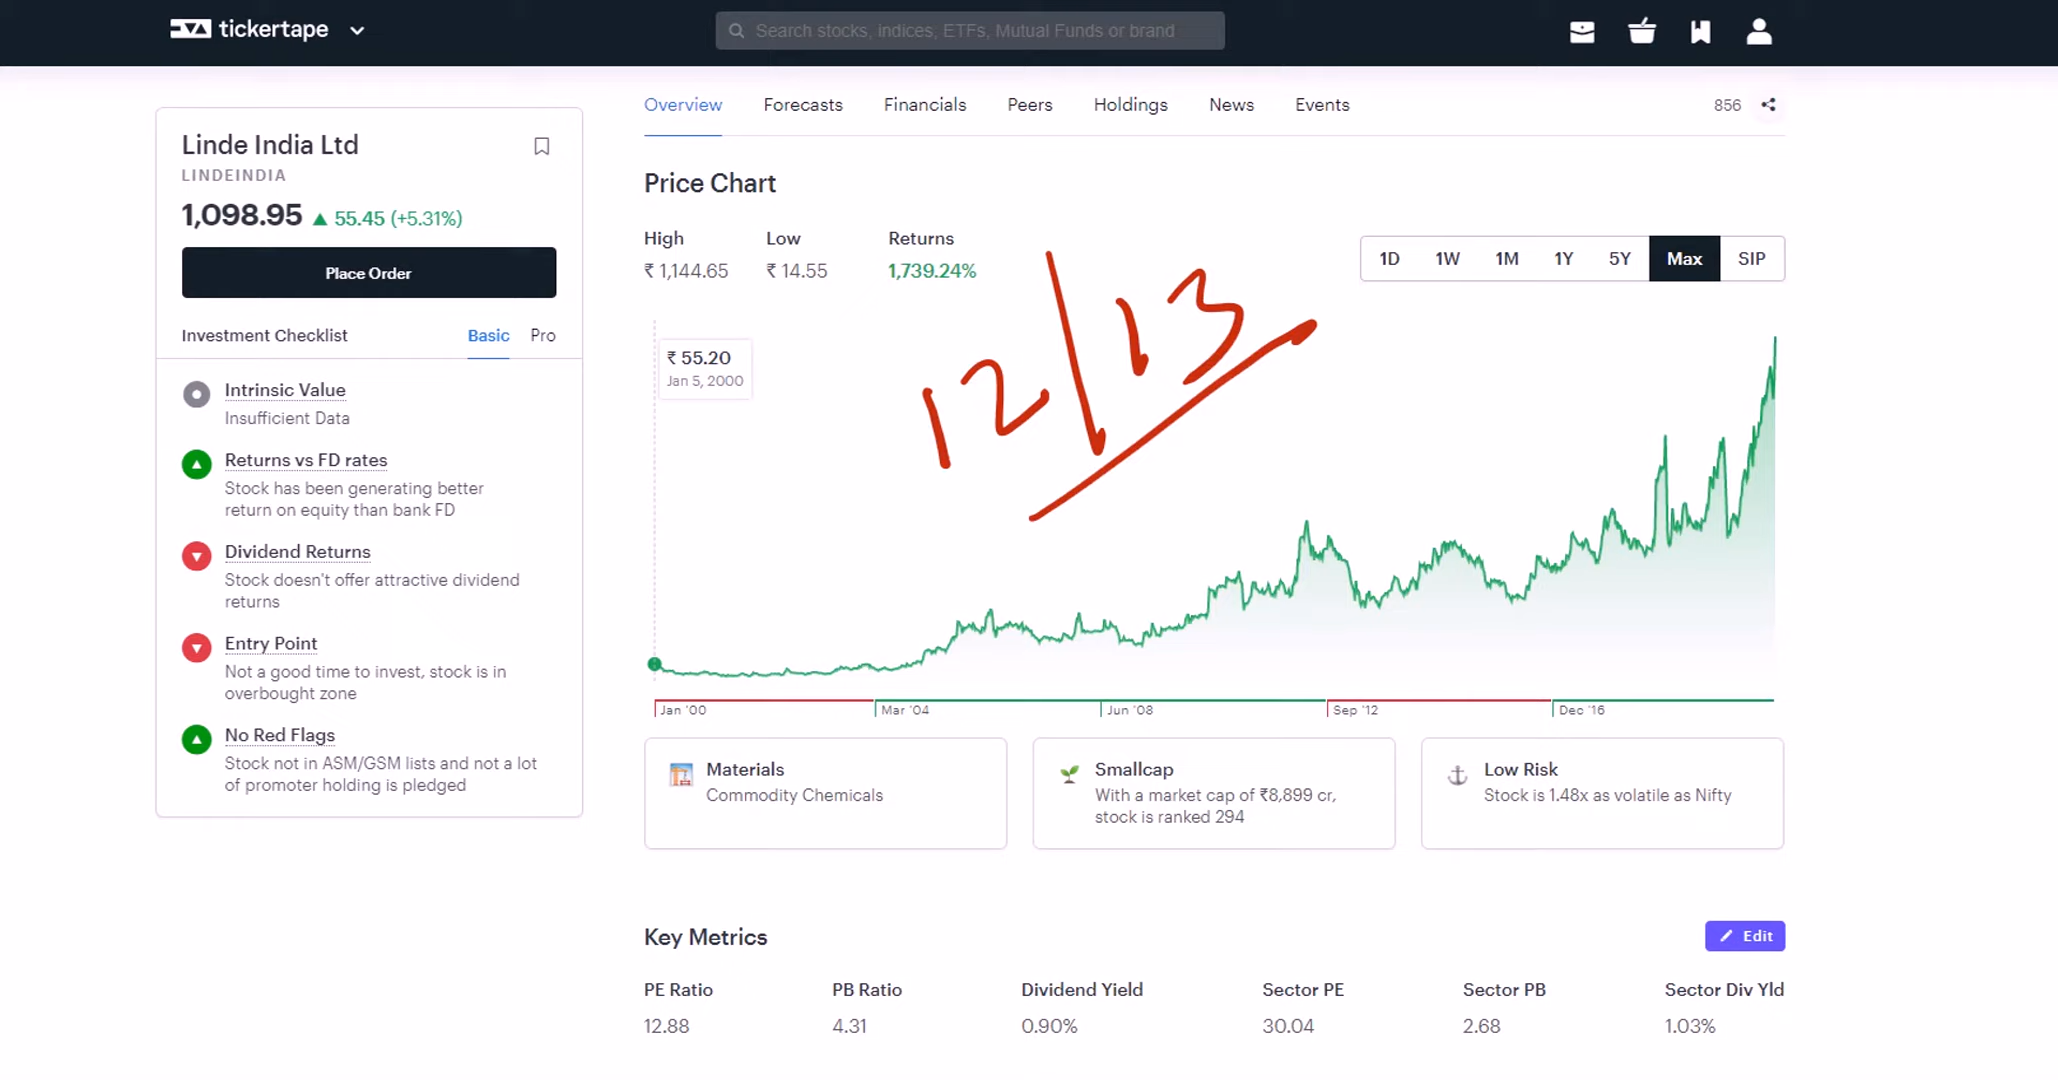 tickertape
Search stocks, indices, ETFs, Mutual Funds or brand
Linde India Ltd
LINDEINDIA
1,098.95 ▲ 55.45 (+5.31%)
Place Order
Investment Checklist Basic Pro
Intrinsic Value
Insufficient Data
Returns vs FD rates
Stock has been generating better
return on equity than bank FD
Dividend Returns
Stock doesn't offer attractive dividend
returns
Entry Point
Not a good time to invest, stock is in
overbought zone
No Red Flags
Stock not in ASM/GSM lists and not a lot
of promoter holding is pledged
Overview Forecasts Financials Peers Holdings News Events 856
Price Chart
High Low Returns
₹ 1,144.65 ₹ 14.55 1,739.24%
1D 1W 1M 1Y 5Y Max SIP
12/13
₹ 55.20
Jan 5, 2000
Jan '00 Mar '04 Jun '08 Sep '12 Dec '16
Materials
Commodity Chemicals
Smallcap
With a market cap of ₹8,899 cr,
stock is ranked 294
Low Risk
Stock is 1.48x as volatile as Nifty
Key Metrics Edit
PE Ratio PB Ratio Dividend Yield Sector PE Sector PB Sector Div Yld
12.88 4.31 0.90% 30.04 2.68 1.03%